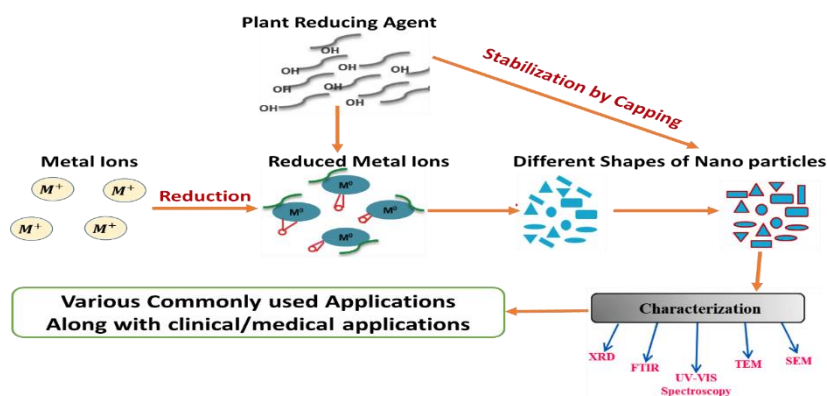 Plant Reducing Agent
OH
OH
OH
OH
OH
OH
OH
OH
Stabilization by Capping
Metal Ions
Reduced Metal Ions
Different Shapes of Nano particles
M⁺
M⁺
M⁺
M⁺
Reduction
M⁰
M⁰
M⁰
M⁰
Various Commonly used Applications
Along with clinical/medical applications
Characterization
XRD
FTIR
UV-VIS
Spectroscopy
TEM
SEM